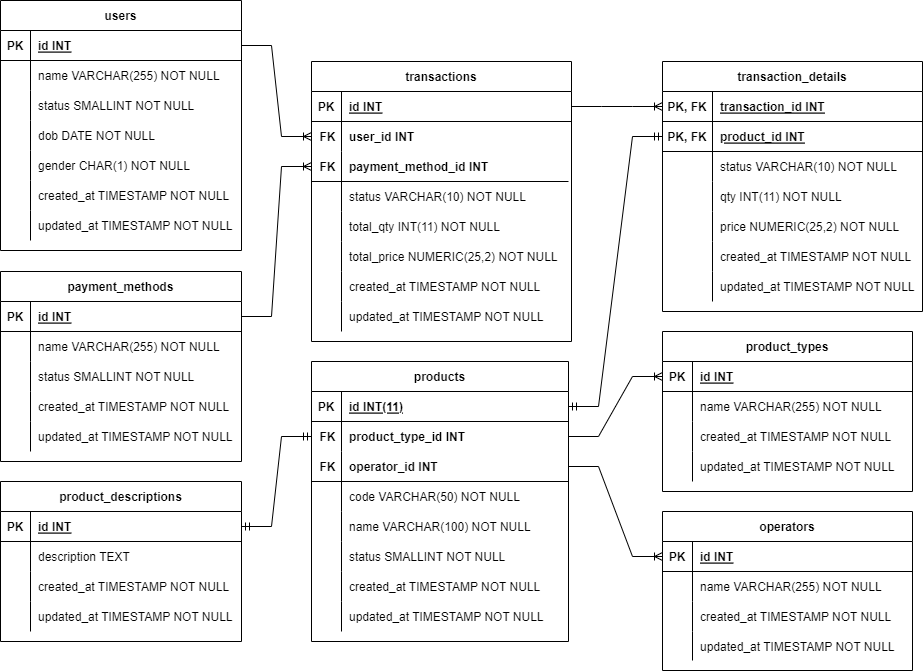 users
PK id INT
name VARCHAR(255) NOT NULL
status SMALLINT NOT NULL
dob DATE NOT NULL
gender CHAR(1) NOT NULL
created_at TIMESTAMP NOT NULL
updated_at TIMESTAMP NOT NULL
payment_methods
PK id INT
name VARCHAR(255) NOT NULL
status SMALLINT NOT NULL
created_at TIMESTAMP NOT NULL
updated_at TIMESTAMP NOT NULL
product_descriptions
PK id INT
description TEXT
created_at TIMESTAMP NOT NULL
updated_at TIMESTAMP NOT NULL
transactions
PK id INT
FK user_id INT
FK payment_method_id INT
status VARCHAR(10) NOT NULL
total_qty INT(11) NOT NULL
total_price NUMERIC(25,2) NOT NULL
created_at TIMESTAMP NOT NULL
updated_at TIMESTAMP NOT NULL
products
PK id INT(11)
FK product_type_id INT
FK operator_id INT
code VARCHAR(50) NOT NULL
name VARCHAR(100) NOT NULL
status SMALLINT NOT NULL
created_at TIMESTAMP NOT NULL
updated_at TIMESTAMP NOT NULL
transaction_details
PK, FK transaction_id INT
PK, FK product_id INT
status VARCHAR(10) NOT NULL
qty INT(11) NOT NULL
price NUMERIC(25,2) NOT NULL
created_at TIMESTAMP NOT NULL
updated_at TIMESTAMP NOT NULL
product_types
PK id INT
name VARCHAR(255) NOT NULL
created_at TIMESTAMP NOT NULL
updated_at TIMESTAMP NOT NULL
operators
PK id INT
name VARCHAR(255) NOT NULL
created_at TIMESTAMP NOT NULL
updated_at TIMESTAMP NOT NULL